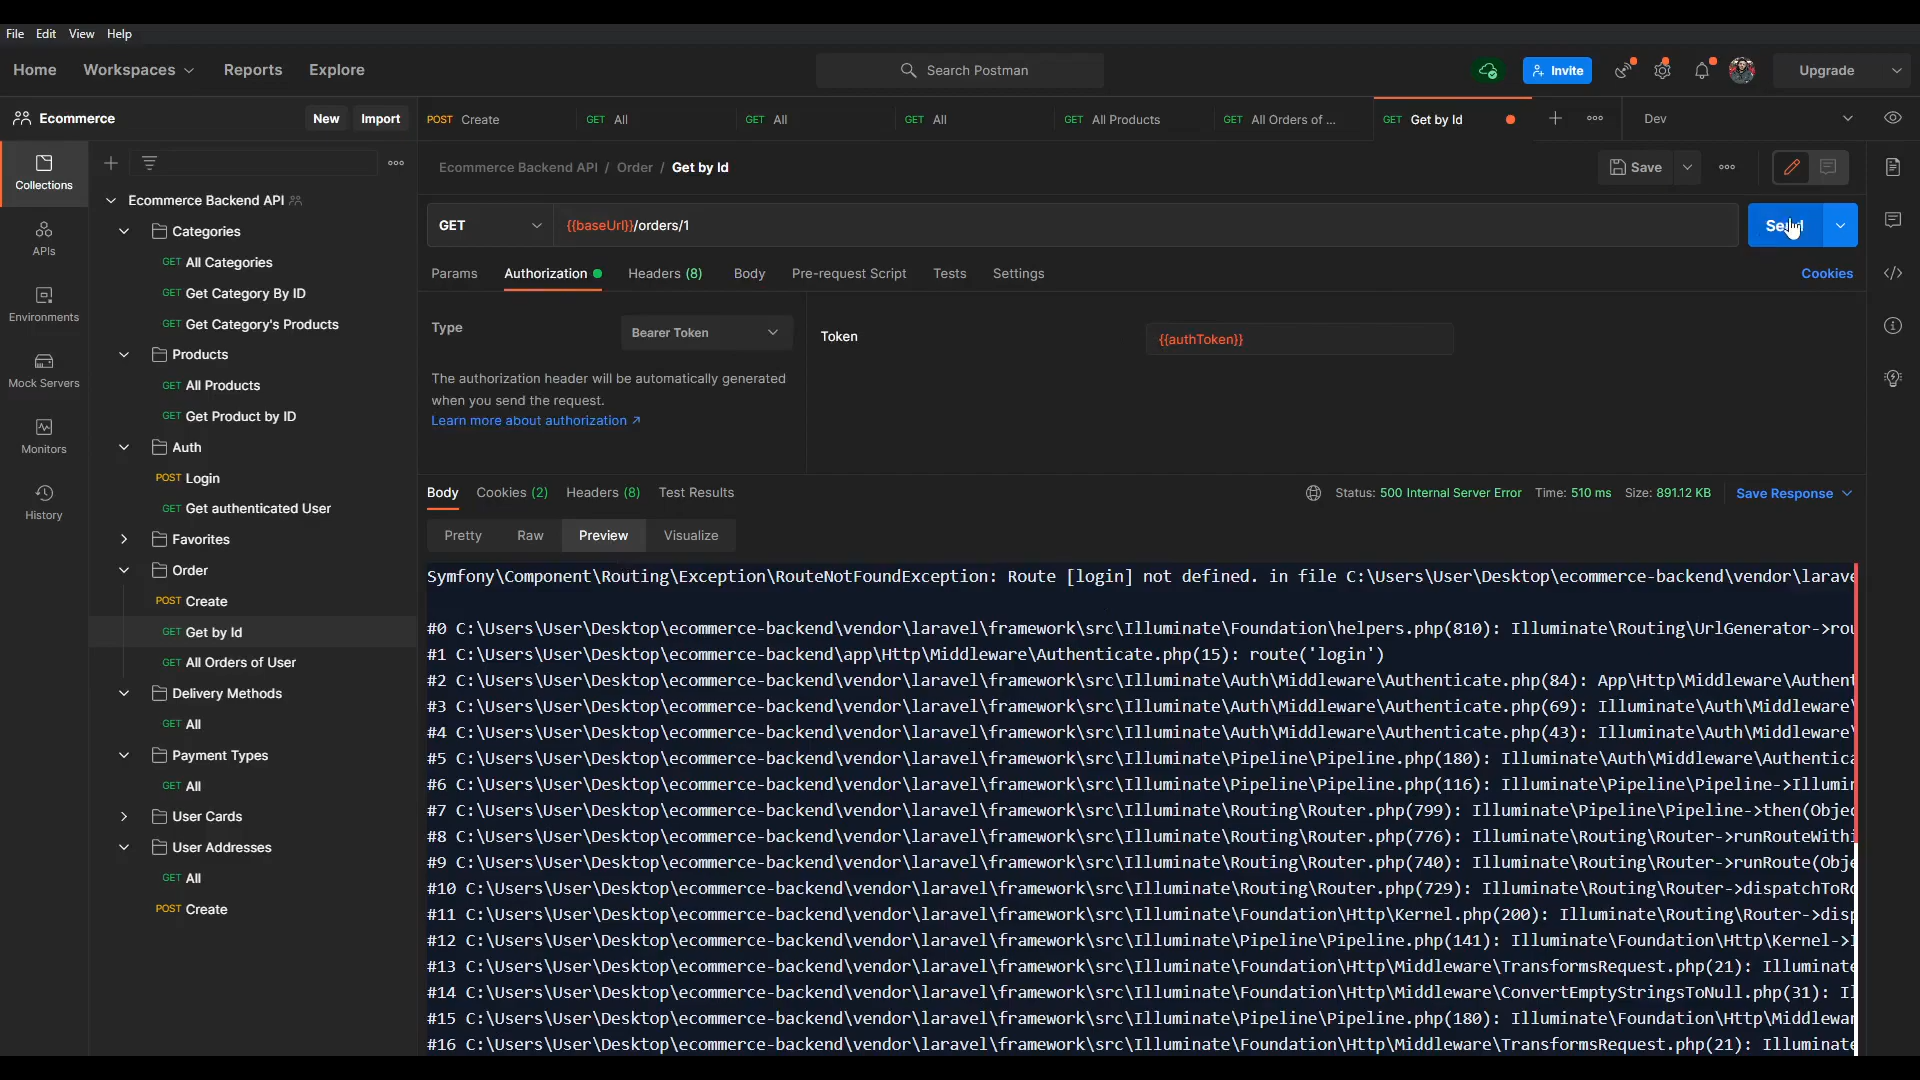 File Edit View Help
Home Workspaces Reports Explore
Search Postman
Invite
Upgrade
Ecommerce
New Import
POST Create
GET All
GET All
GET All
GET All Products
GET All Orders of ...
GET Get by Id
Dev
Collections
APIs
Environments
Mock Servers
Monitors
History
Ecommerce Backend API
Categories
GET All Categories
GET Get Category By ID
GET Get Category's Products
Products
GET All Products
GET Get Product by ID
Auth
POST Login
GET Get authenticated User
Favorites
Order
POST Create
GET Get by Id
GET All Orders of User
Delivery Methods
GET All
Payment Types
GET All
User Cards
User Addresses
GET All
POST Create
Ecommerce Backend API / Order / Get by Id
Save
GET
{{baseUrl}}/orders/1
Params Authorization Headers (8) Body Pre-request Script Tests Settings
Cookies
Type
Bearer Token
The authorization header will be automatically generated
when you send the request.
Learn more about authorization ↗
Token
{{authToken}}
Body Cookies (2) Headers (8) Test Results
Status: 500 Internal Server Error Time: 510 ms Size: 891.12 KB Save Response
Pretty Raw Preview Visualize
Symfony\Component\Routing\Exception\RouteNotFoundException: Route [login] not defined. in file C:\Users\User\Desktop\ecommerce-backend\vendor\larave
#0 C:\Users\User\Desktop\ecommerce-backend\vendor\laravel\framework\src\Illuminate\Foundation\helpers.php(810): Illuminate\Routing\UrlGenerator->rou
#1 C:\Users\User\Desktop\ecommerce-backend\app\Http\Middleware\Authenticate.php(15): route('login')
#2 C:\Users\User\Desktop\ecommerce-backend\vendor\laravel\framework\src\Illuminate\Auth\Middleware\Authenticate.php(84): App\Http\Middleware\Authent
#3 C:\Users\User\Desktop\ecommerce-backend\vendor\laravel\framework\src\Illuminate\Auth\Middleware\Authenticate.php(69): Illuminate\Auth\Middleware\
#4 C:\Users\User\Desktop\ecommerce-backend\vendor\laravel\framework\src\Illuminate\Auth\Middleware\Authenticate.php(43): Illuminate\Auth\Middleware\
#5 C:\Users\User\Desktop\ecommerce-backend\vendor\laravel\framework\src\Illuminate\Pipeline\Pipeline.php(180): Illuminate\Auth\Middleware\Authentica
#6 C:\Users\User\Desktop\ecommerce-backend\vendor\laravel\framework\src\Illuminate\Pipeline\Pipeline.php(116): Illuminate\Pipeline\Pipeline->Illumin
#7 C:\Users\User\Desktop\ecommerce-backend\vendor\laravel\framework\src\Illuminate\Routing\Router.php(799): Illuminate\Pipeline\Pipeline->then(Objec
#8 C:\Users\User\Desktop\ecommerce-backend\vendor\laravel\framework\src\Illuminate\Routing\Router.php(776): Illuminate\Routing\Router->runRouteWithi
#9 C:\Users\User\Desktop\ecommerce-backend\vendor\laravel\framework\src\Illuminate\Routing\Router.php(740): Illuminate\Routing\Router->runRoute(Obje
#10 C:\Users\User\Desktop\ecommerce-backend\vendor\laravel\framework\src\Illuminate\Routing\Router.php(729): Illuminate\Routing\Router->dispatchToRo
#11 C:\Users\User\Desktop\ecommerce-backend\vendor\laravel\framework\src\Illuminate\Foundation\Http\Kernel.php(200): Illuminate\Routing\Router->disp
#12 C:\Users\User\Desktop\ecommerce-backend\vendor\laravel\framework\src\Illuminate\Pipeline\Pipeline.php(141): Illuminate\Foundation\Http\Kernel->I
#13 C:\Users\User\Desktop\ecommerce-backend\vendor\laravel\framework\src\Illuminate\Foundation\Http\Middleware\TransformsRequest.php(21): Illuminate
#14 C:\Users\User\Desktop\ecommerce-backend\vendor\laravel\framework\src\Illuminate\Foundation\Http\Middleware\ConvertEmptyStringsToNull.php(31): Il
#15 C:\Users\User\Desktop\ecommerce-backend\vendor\laravel\framework\src\Illuminate\Pipeline\Pipeline.php(180): Illuminate\Foundation\Http\Middlewar
#16 C:\Users\User\Desktop\ecommerce-backend\vendor\laravel\framework\src\Illuminate\Foundation\Http\Middleware\TransformsRequest.php(21): Illuminate